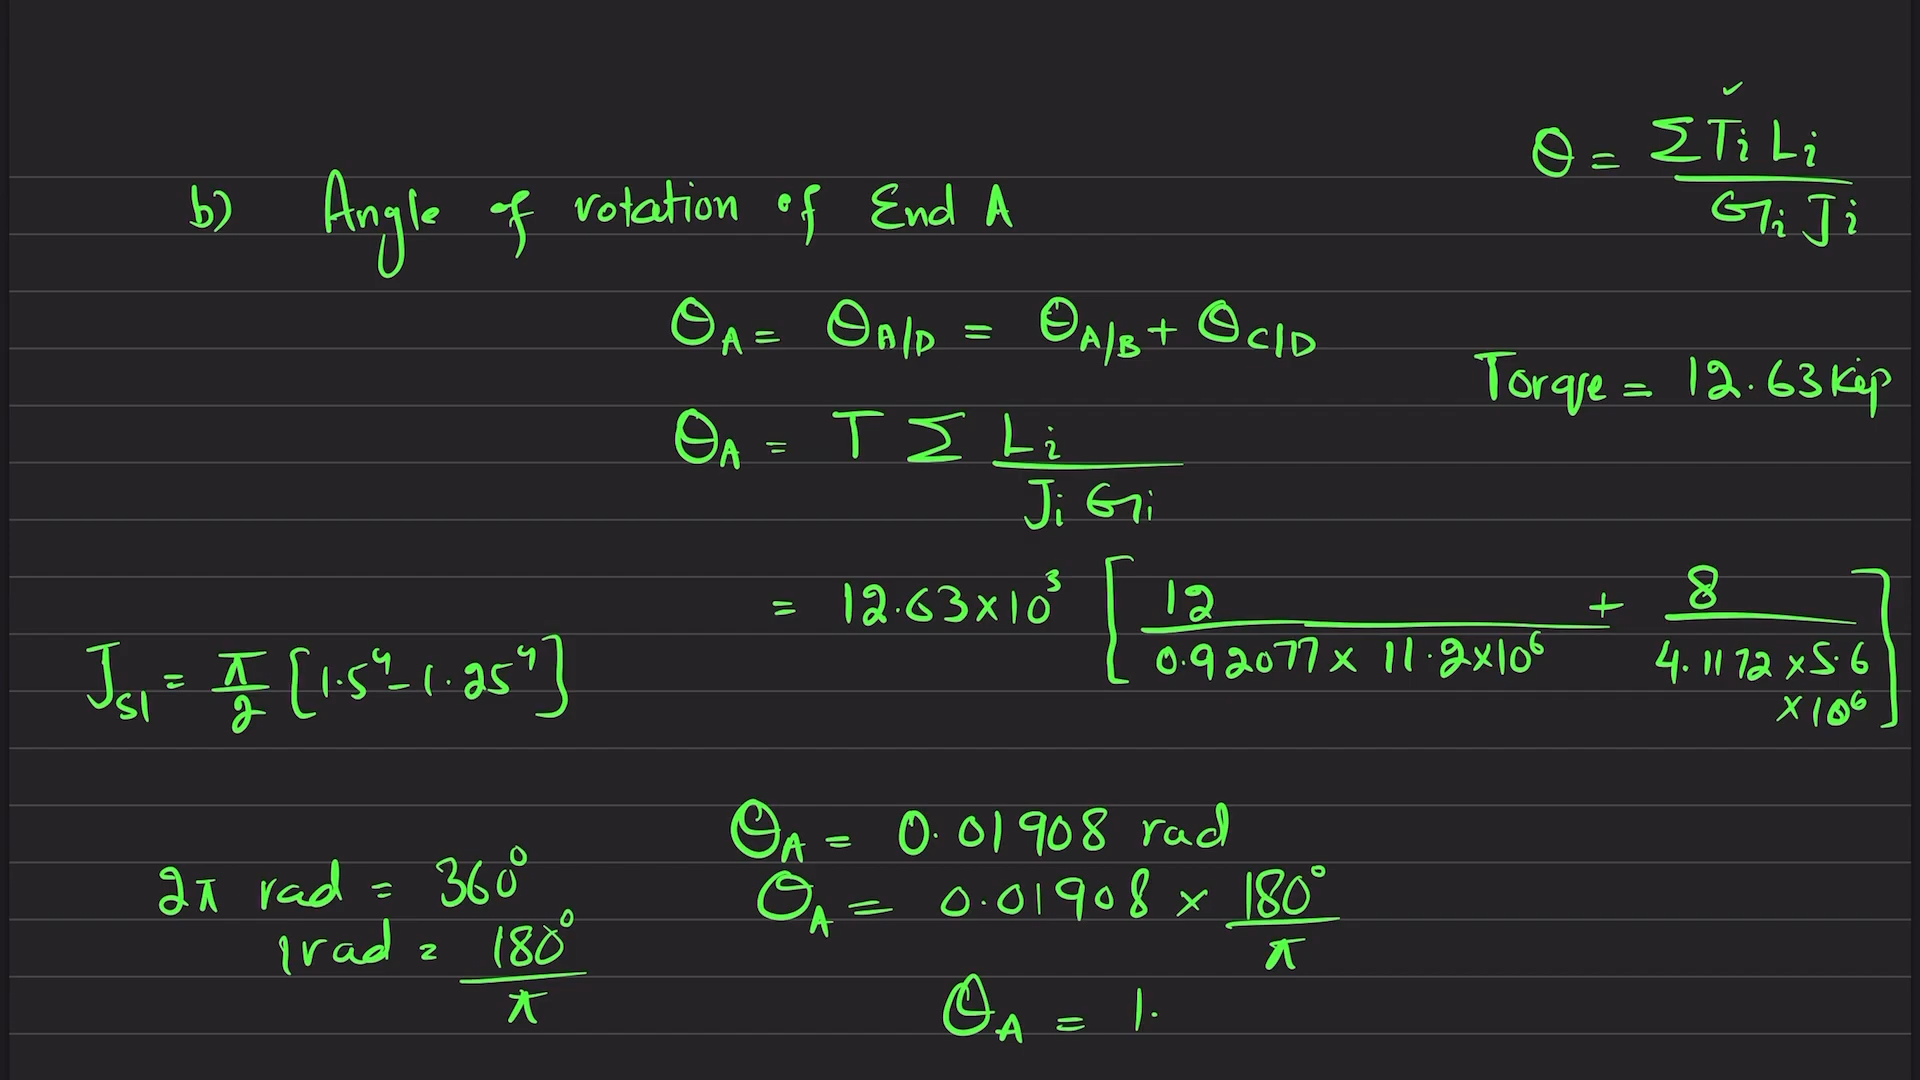 θ = Σ Ti Li / Gi Ji
b) Angle of rotation of End A
θA = θA/D = θA/B + θC/D
Torque = 12.63 Kip
θA = T Σ Li / Ji Gi
= 12.63×10³ [ 12 / 0.92077 × 11.2×10⁶ + 8 / 4.1172 × 5.6 ×10⁶ ]
Js1 = π/2 [1.5⁴ - 1.25⁴]
θA = 0.01908 rad
2π rad = 360°
θA = 0.01908 × 180° / π
1 rad = 180° / π
θA = 1.